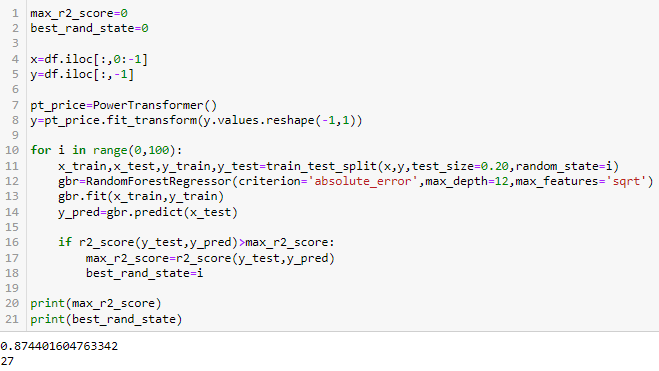 1 max_r2_score=0
2 best_rand_state=0
3
4 x=df.iloc[:,0:-1]
5 y=df.iloc[:,-1]
6
7 pt_price=PowerTransformer()
8 y=pt_price.fit_transform(y.values.reshape(-1,1))
9
10 for i in range(0,100):
11     x_train,x_test,y_train,y_test=train_test_split(x,y,test_size=0.20,random_state=i)
12     gbr=RandomForestRegressor(criterion='absolute_error',max_depth=12,max_features='sqrt')
13     gbr.fit(x_train,y_train)
14     y_pred=gbr.predict(x_test)
15
16     if r2_score(y_test,y_pred)>max_r2_score:
17         max_r2_score=r2_score(y_test,y_pred)
18         best_rand_state=i
19
20 print(max_r2_score)
21 print(best_rand_state)
0.874401604763342
27